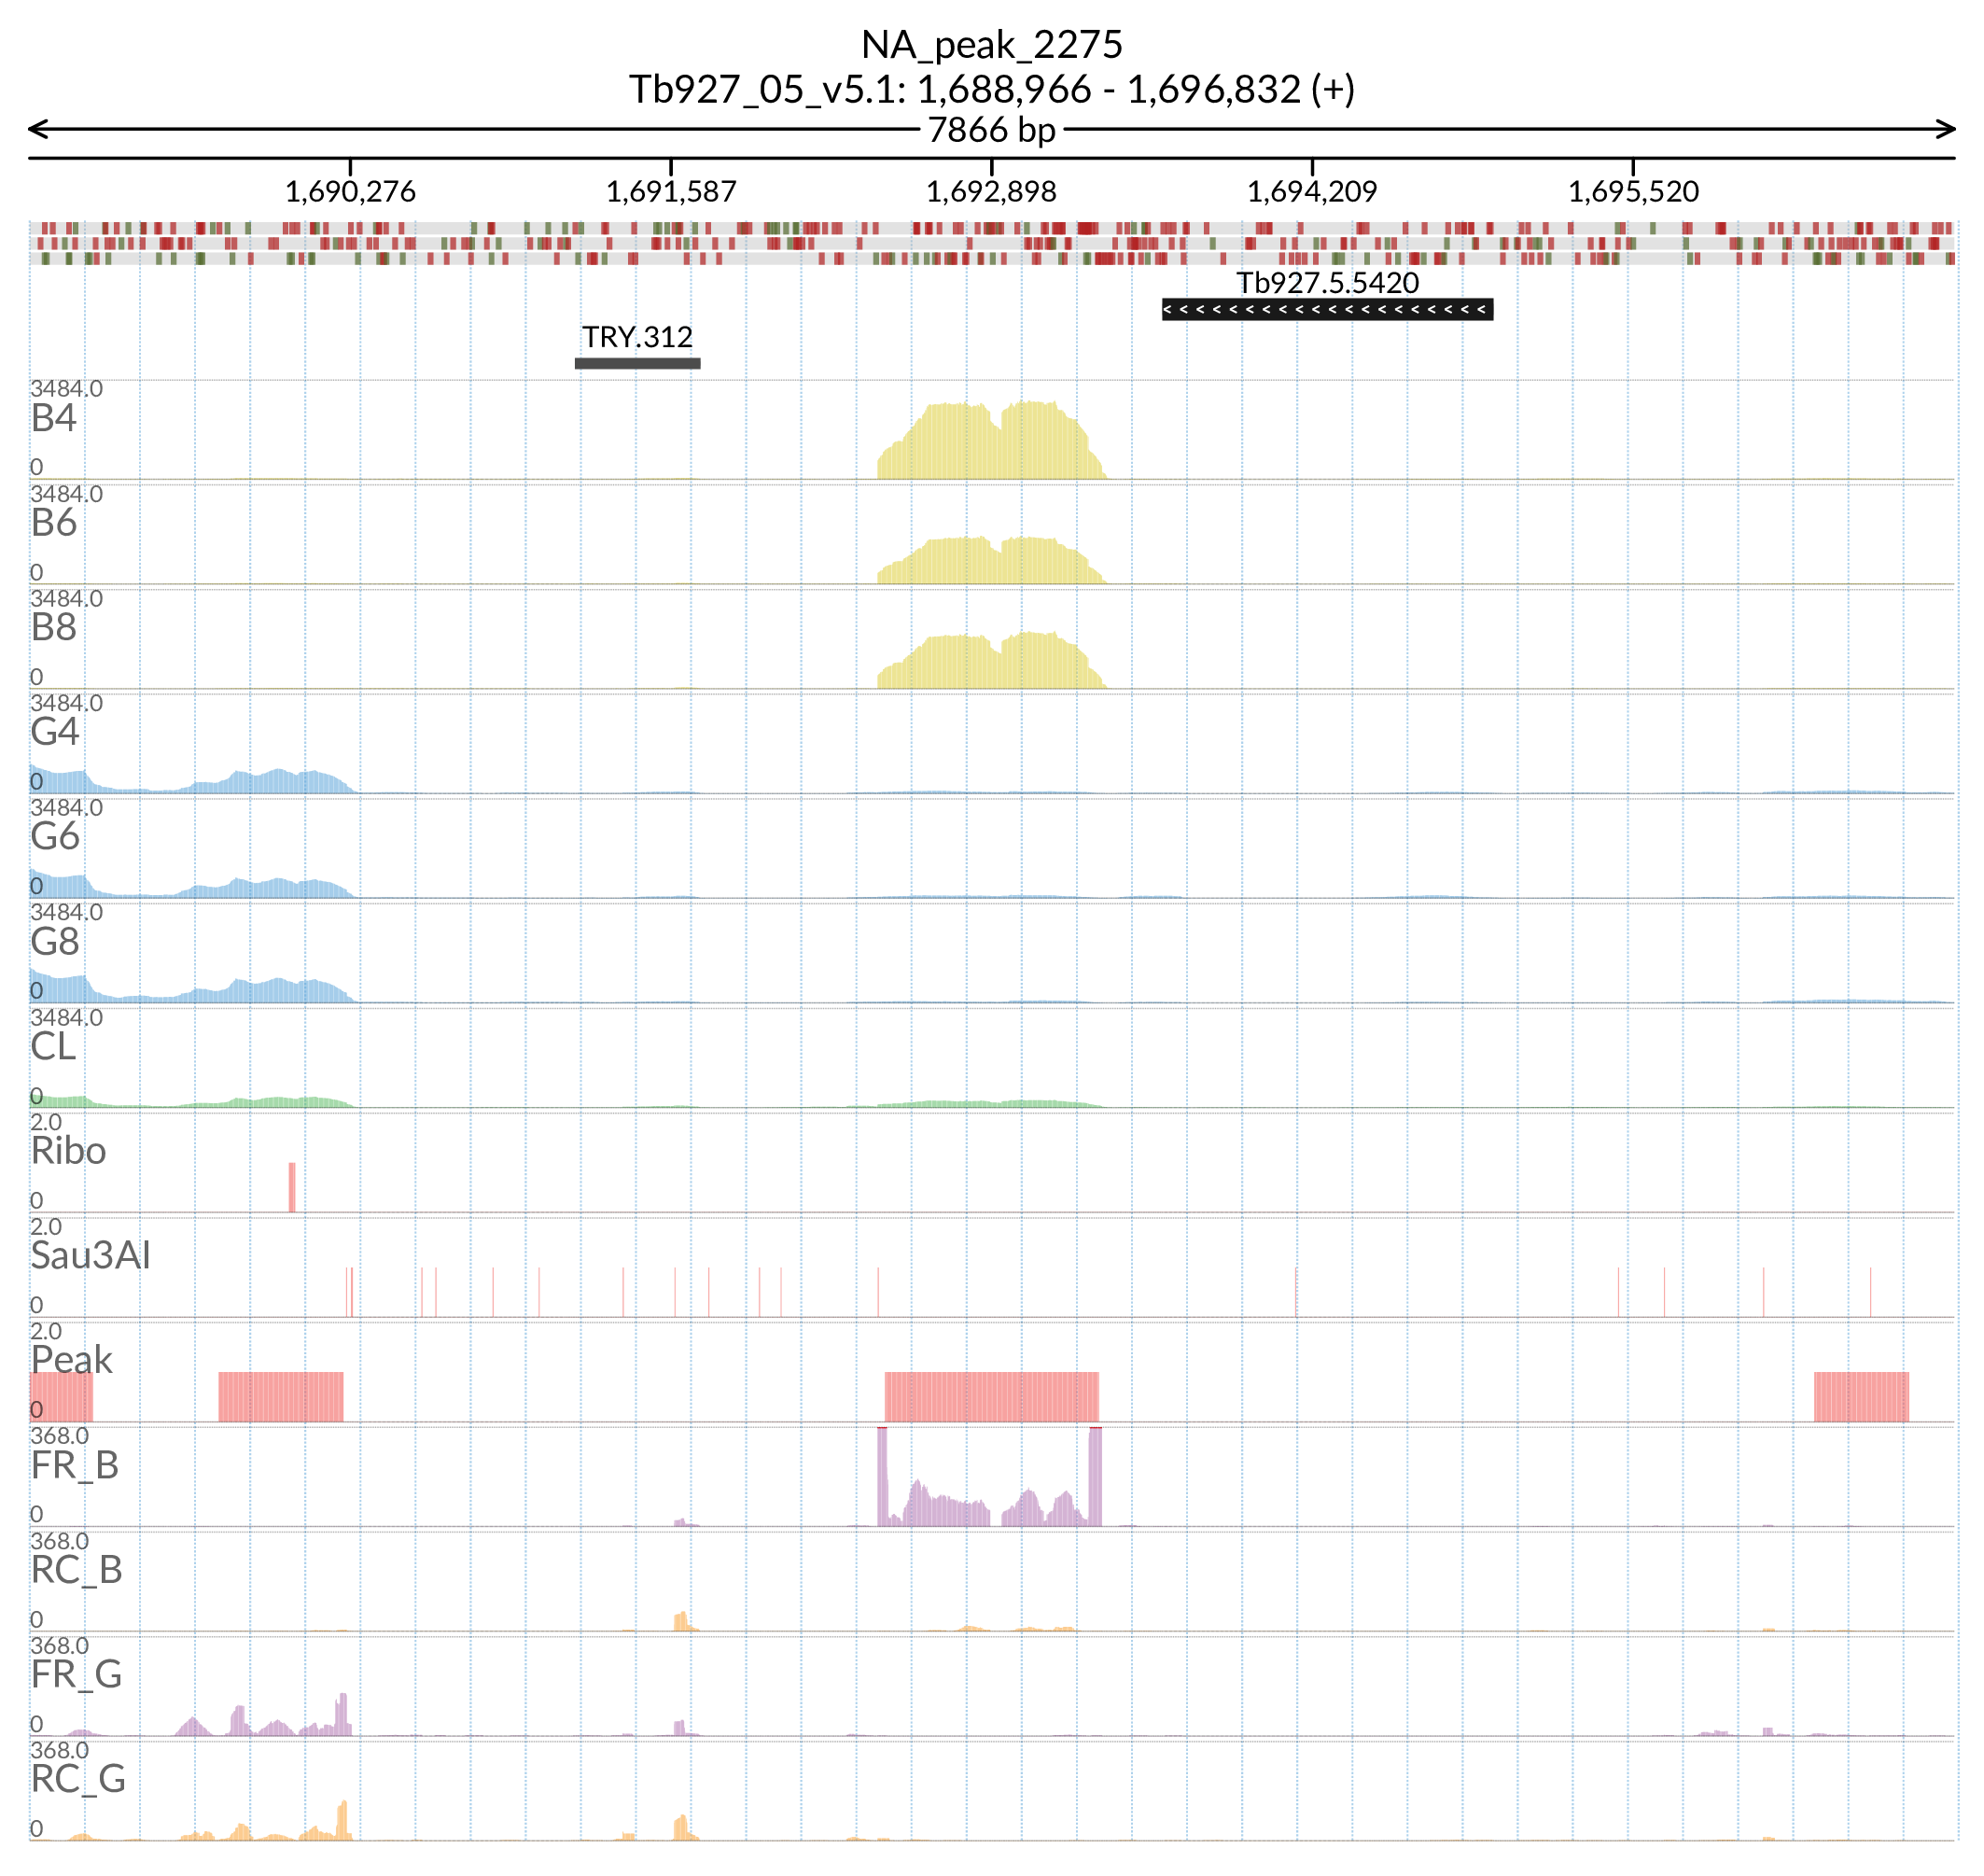 NA_peak_2275
Tb927_05_v5.1: 1,688,966 - 1,696,832 (+)
7866 bp
1,690,276 1,691,587 1,692,898 1,694,209 1,695,520
Tb927.5.5420
< < < < < < < < < < < < < < < < < < < <
TRY.312
3484.0
B4
0
3484.0
B6
0
3484.0
B8
0
3484.0
G4
0
3484.0
G6
0
3484.0
G8
0
3484.0
CL
0
2.0
Ribo
0
2.0
Sau3AI
0
2.0
Peak
0
368.0
FR_B
0
368.0
RC_B
0
368.0
FR_G
0
368.0
RC_G
0